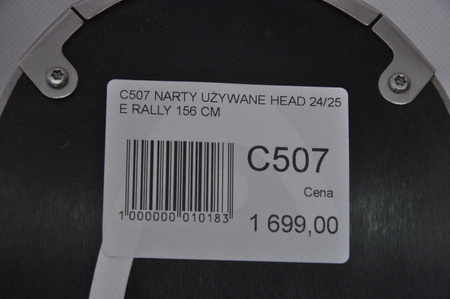 C507 NARTY UŻYWANE HEAD 24/25
E RALLY 156 CM
C507
Cena
1 000000 010183
1 699,00